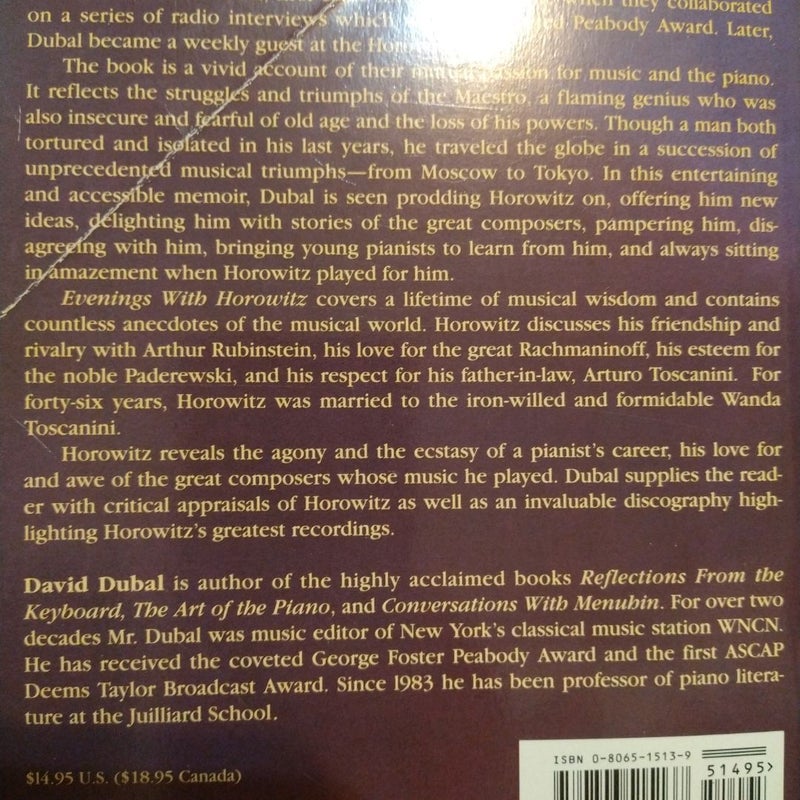 when they collaborated
on a series of radio interviews which Peabody Award. Later,
Dubal became a weekly guest at the
The book is a vivid account of their mutual passion for music and the piano.
It reflects the struggles and triumphs of the Maestro, a flaming genius who was
also insecure and fearful of old age and the loss of his powers. Though a man both
tortured and isolated in his last years, he traveled the globe in a succession of
unprecedented musical triumphs—from Moscow to Tokyo. In this entertaining
and accessible memoir, Dubal is seen prodding Horowitz on, offering him new
ideas, delighting him with stories of the great composers, pampering him, dis-
agreeing with him, bringing young pianists to learn from him, and always sitting
in amazement when Horowitz played for him.
Evenings With Horowitz covers a lifetime of musical wisdom and contains
countless anecdotes of the musical world. Horowitz discusses his friendship and
rivalry with Arthur Rubinstein, his love for the great Rachmaninoff, his esteem for
the noble Paderewski, and his respect for his father-in-law, Arturo Toscanini. For
forty-six years, Horowitz was married to the iron-willed and formidable Wanda
Toscanini.
Horowitz reveals the agony and the ecstasy of a pianist's career, his love for
and awe of the great composers whose music he played. Dubal supplies the read-
er with critical appraisals of Horowitz as well as an invaluable discography high-
lighting Horowitz's greatest recordings.
David Dubal is author of the highly acclaimed books Reflections From the
Keyboard, The Art of the Piano, and Conversations With Menuhin. For over two
decades Mr. Dubal was music editor of New York's classical music station WNCN.
He has received the coveted George Foster Peabody Award and the first ASCAP
Deems Taylor Broadcast Award. Since 1983 he has been professor of piano litera-
ture at the Juilliard School.
ISBN 0-8065-1513-9
51495>
$14.95 U.S. ($18.95 Canada)